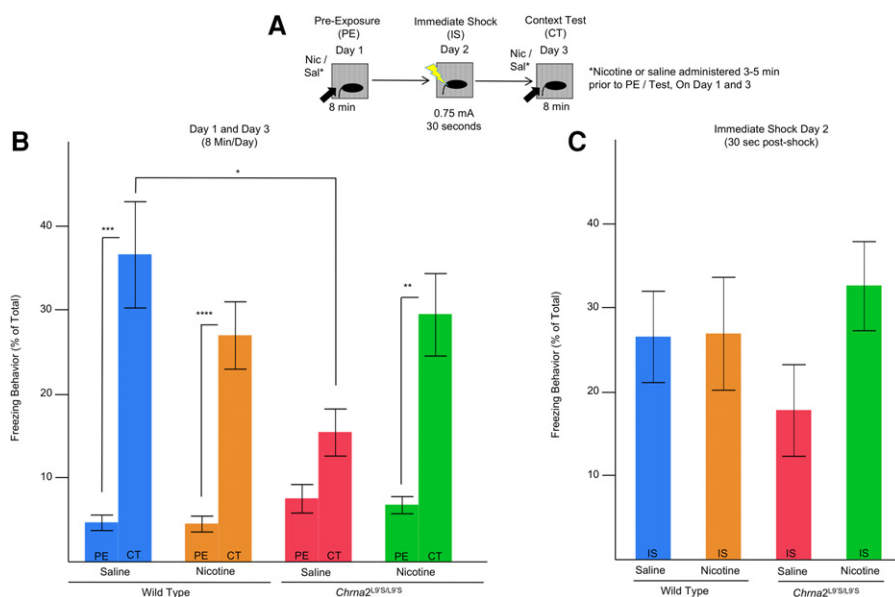 A
Pre-Exposure
(PE)
Day 1
Immediate Shock
(IS)
Day 2
Context Test
(CT)
Day 3
Nic /
Sal*
Nic /
Sal*
8 min
0.75 mA
30 seconds
8 min
*Nicotine or saline administered 3-5 min
prior to PE / Test, On Day 1 and 3
B
Day 1 and Day 3
(8 Min/Day)
Freezing Behavior (% of Total)
40
30
20
10
***
****
*
**
PE
CT
PE
CT
PE
CT
PE
CT
Saline
Nicotine
Saline
Nicotine
Wild Type
Chrna2L9'S/L9'S
C
Immediate Shock Day 2
(30 sec post-shock)
Freezing Behavior (% of Total)
40
30
20
10
IS
IS
IS
IS
Saline
Nicotine
Saline
Nicotine
Wild Type
Chrna2L9'S/L9'S